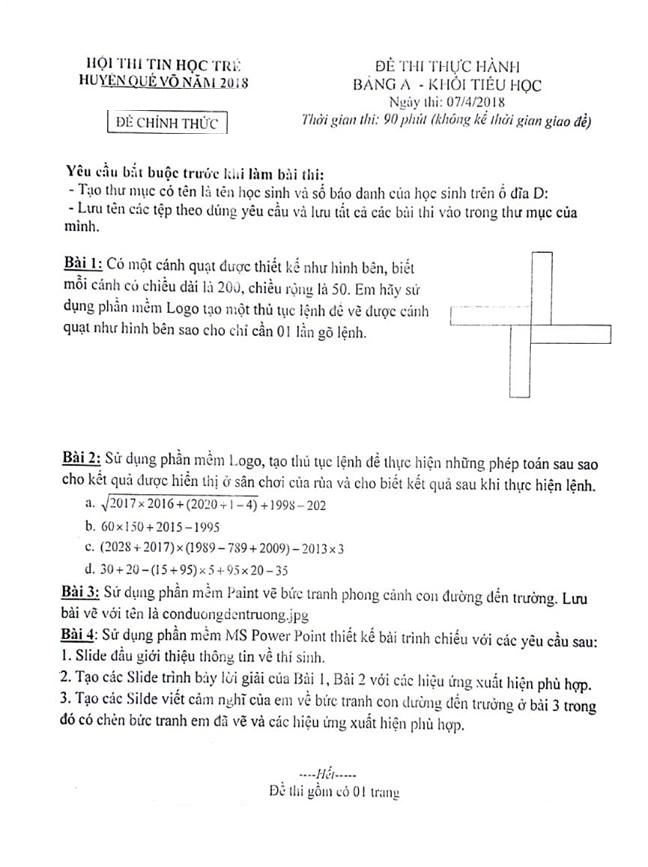 HỘI THI TIN HỌC TRẺ
HUYỆN QUẾ VÕ NĂM 2018
ĐỀ CHÍNH THỨC
ĐỀ THI THỰC HÀNH
BẢNG A - KHỐI TIỂU HỌC
Ngày thi: 07/4/2018
Thời gian thi: 90 phút (không kể thời gian giao đề)
Yêu cầu bắt buộc trước khi làm bài thi:
- Tạo thư mục có tên là tên học sinh và số báo danh của học sinh trên ổ đĩa D:
- Lưu tên các tệp theo đúng yêu cầu và lưu tất cả các bài thi vào trong thư mục của
mình.
Bài 1: Có một cánh quạt được thiết kế như hình bên, biết
mỗi cánh có chiều dài là 200, chiều rộng là 50. Em hãy sử
dụng phần mềm Logo tạo một thủ tục lệnh để vẽ được cánh
quạt như hình bên sao cho chỉ cần 01 lần gõ lệnh.
Bài 2: Sử dụng phần mềm Logo, tạo thủ tục lệnh để thực hiện những phép toán sau sao
cho kết quả được hiển thị ở sân chơi của rùa và cho biết kết quả sau khi thực hiện lệnh.
a. √2017×2016+(2020÷1−4)+1998−202
b. 60×150+2015−1995
c. (2028+2017)×(1989−789+2009)−2013×3
d. 30+20−(15+95)×5+95×20−35
Bài 3: Sử dụng phần mềm Paint vẽ bức tranh phong cảnh con đường đến trường. Lưu
bài vẽ với tên là conduongdentruong.jpg
Bài 4: Sử dụng phần mềm MS Power Point thiết kế bài trình chiếu với các yêu cầu sau:
1. Slide đầu giới thiệu thông tin về thí sinh.
2. Tạo các Slide trình bày lời giải của Bài 1, Bài 2 với các hiệu ứng xuất hiện phù hợp.
3. Tạo các Silde viết cảm nghĩ của em về bức tranh con đường đến trường ở bài 3 trong
đó có chèn bức tranh em đã vẽ và các hiệu ứng xuất hiện phù hợp.
----Hết-----
Đề thi gồm có 01 trang